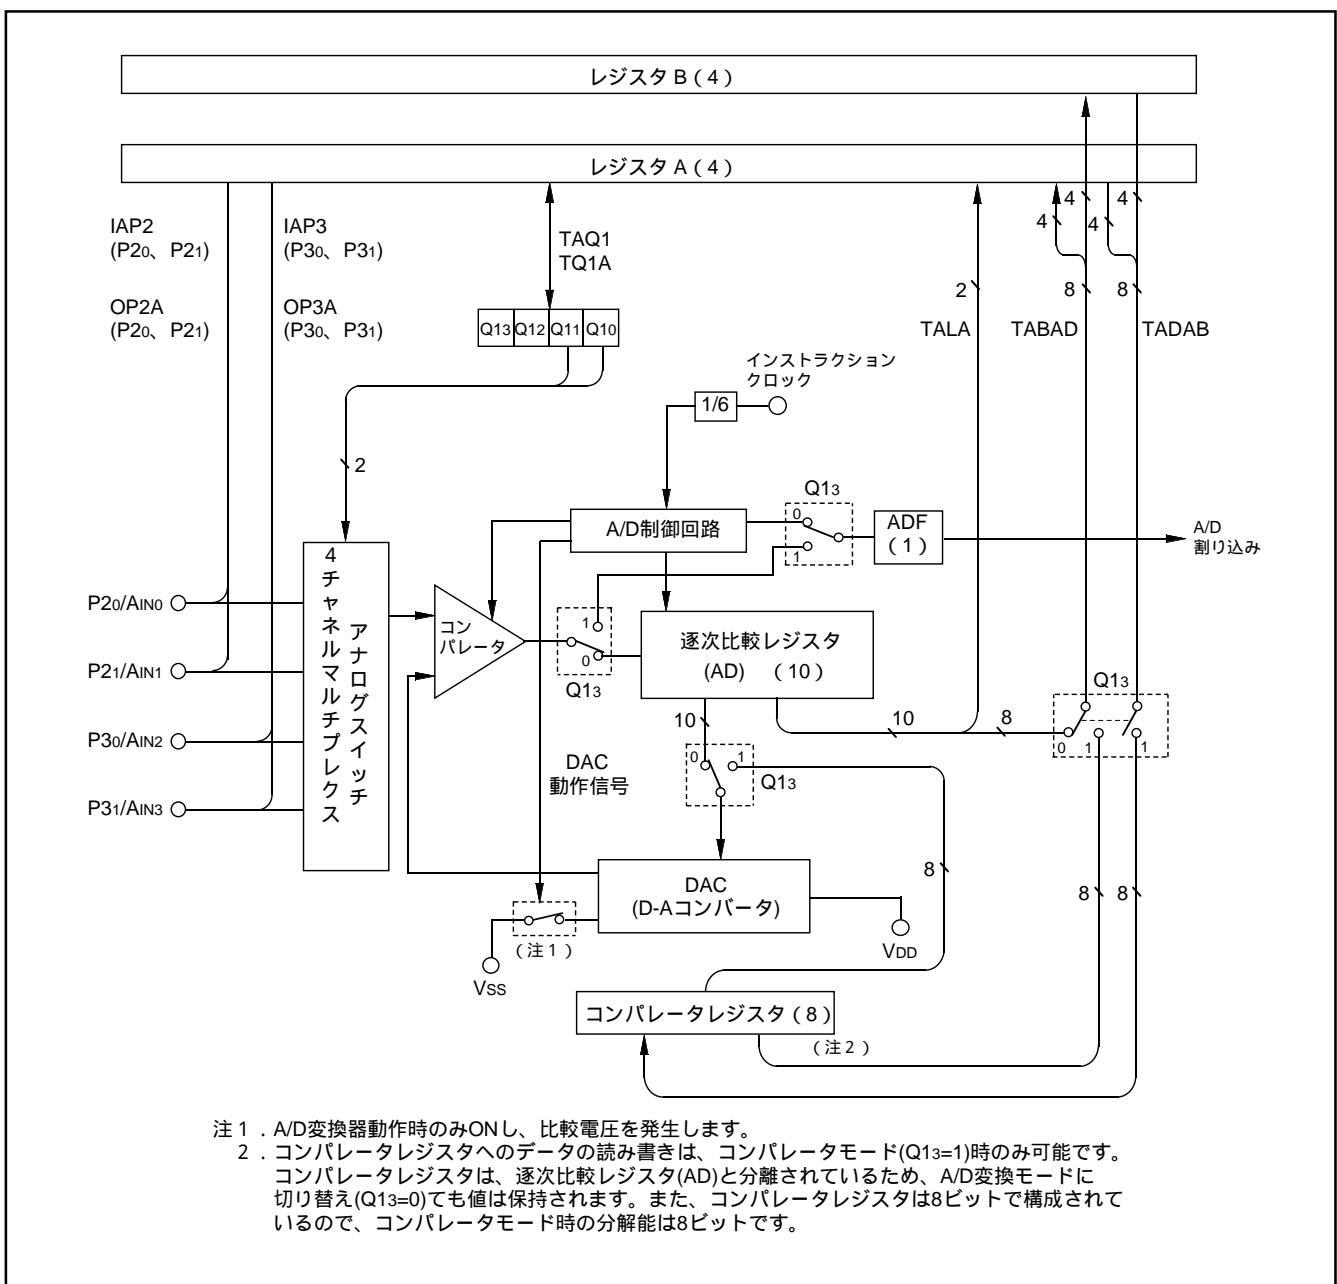 レジスタ B ( 4 )
レジスタ A ( 4 )
IAP2
(P20、P21)
IAP3
(P30、P31)
OP2A
(P20、P21)
OP3A
(P30、P31)
TAQ1
TQ1A
Q13 Q12 Q11 Q10
4
4
4
4
2
8
8
TALA
TABAD
TADAB
インストラクション
クロック
1/6
2
Q13
0
1
A/D制御回路
ADF
( 1 )
A/D
割り込み
4チャネルマルチプレクス
アナログスイッチ
P20/AIN0
P21/AIN1
P30/AIN2
P31/AIN3
コン
パレータ
1
0
Q13
逐次比較レジスタ
(AD) ( 10 )
Q13
0
1
1
10
10
8
DAC
動作信号
0
1
Q13
DAC
(D-Aコンバータ)
8
8
8
( 注 1 )
VSS
VDD
コンパレータレジスタ ( 8 )
( 注 2 )
注 1 . A/D変換器動作時のみONし、比較電圧を発生します。
2 . コンパレータレジスタへのデータの読み書きは、コンパレータモード(Q13=1)時のみ可能です。
コンパレータレジスタは、逐次比較レジスタ(AD)と分離されているため、A/D変換モードに
切り替え(Q13=0)ても値は保持されます。また、コンパレータレジスタは8ビットで構成されて
いるので、コンパレータモード時の分解能は8ビットです。